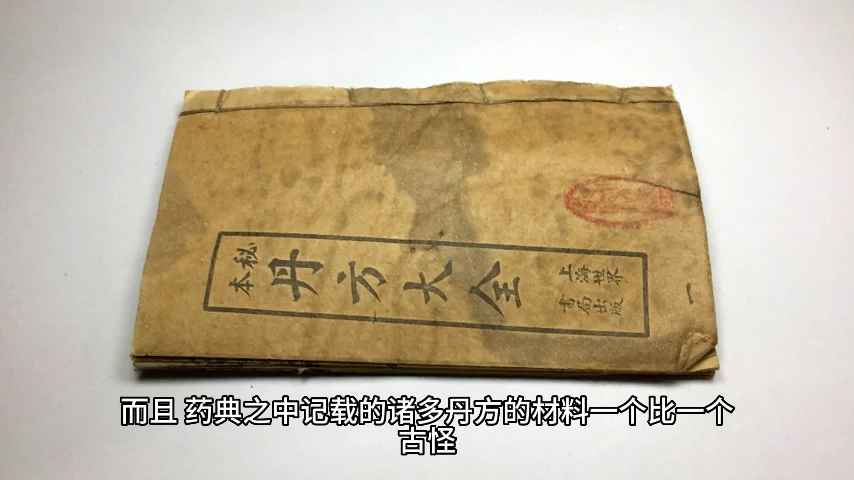 秘本
丹方大全
上海世界
书局出版
一
而且 药典之中记载的诸多丹方的材料一个比一个
古怪